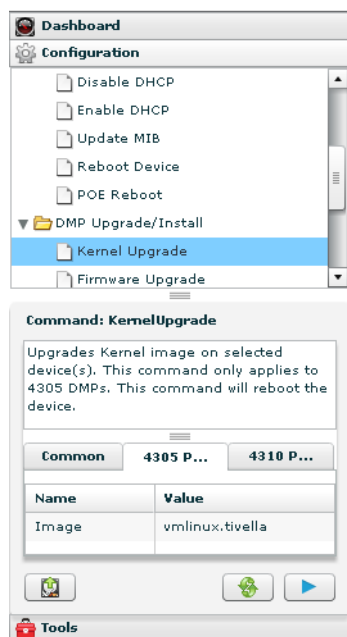 Dashboard
Configuration
Disable DHCP
Enable DHCP
Update MIB
Reboot Device
POE Reboot
DMP Upgrade/Install
Kernel Upgrade
Firmware Upgrade
Command: KernelUpgrade
Upgrades Kernel image on selected
device(s). This command only applies to
4305 DMPs. This command will reboot the
device.
Common 4305 P... 4310 P...
Name Value
Image vmlinux.tivella
Tools